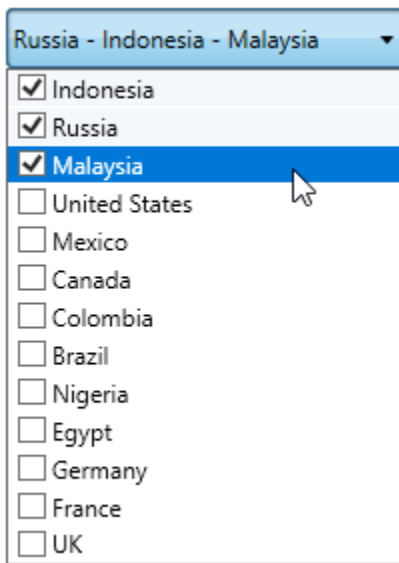 Russia - Indonesia - Malaysia
Indonesia
Russia
Malaysia
United States
Mexico
Canada
Colombia
Brazil
Nigeria
Egypt
Germany
France
UK